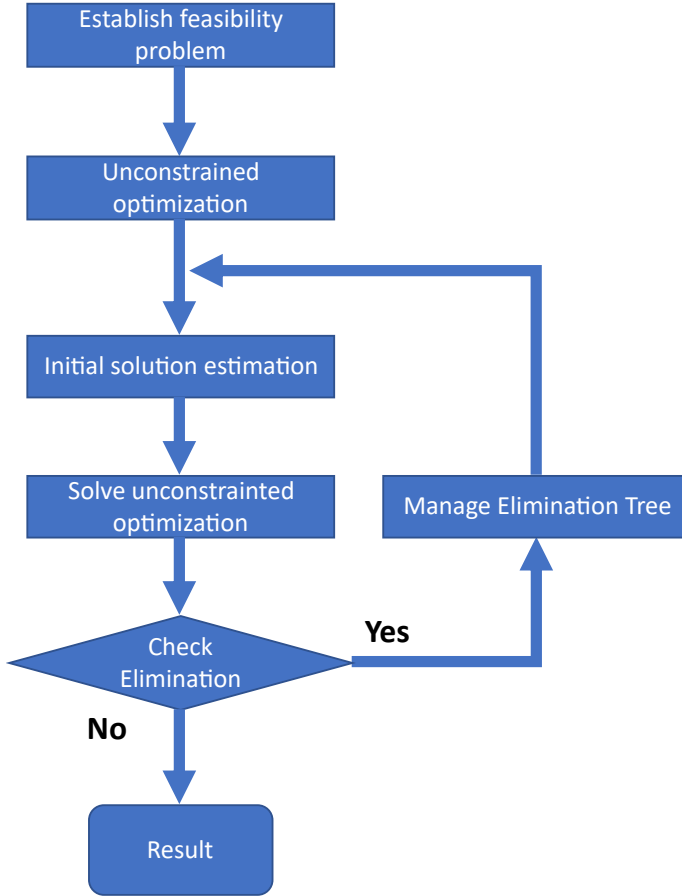 Establish feasibility
problem
Unconstrained
optimization
Initial solution estimation
Solve unconstrainted
optimization
Manage Elimination Tree
Check
Elimination
Yes
No
Result